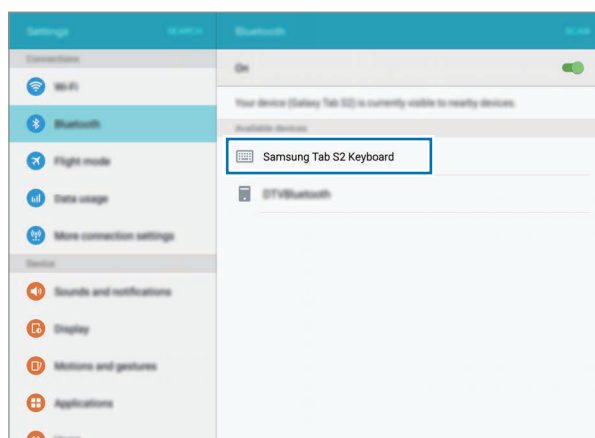 Settings
SEARCH
Bluetooth
SCAN
Connections
On
Wi-Fi
Your device (Galaxy Tab S2) is currently visible to nearby devices.
Bluetooth
Available devices
Flight mode
Samsung Tab S2 Keyboard
Data usage
DTVBluetooth
More connection settings
Device
Sounds and notifications
Display
Motions and gestures
Applications